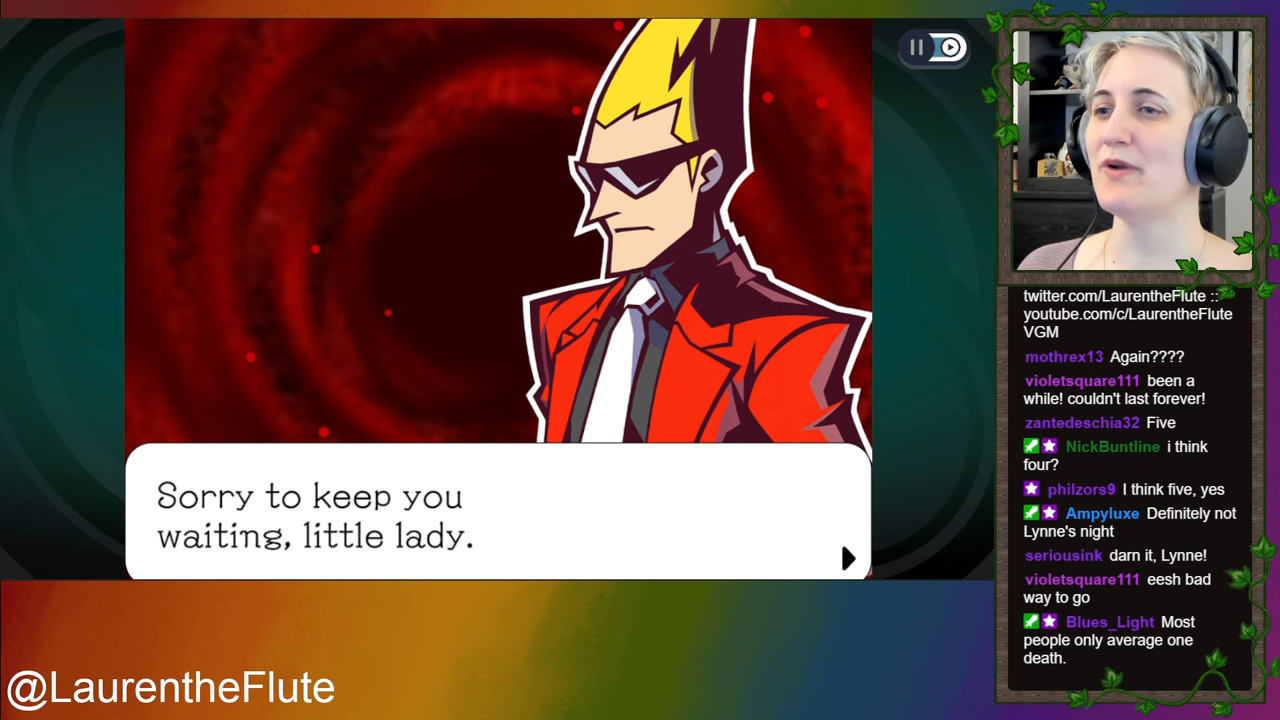 Sorry to keep you
waiting, little lady.
@LaurentheFlute
twitter.com/LaurentheFlute ::
youtube.com/c/LaurentheFlute
VGM
mothrex13 Again????
violetsquare111 been a
while! couldn't last forever!
zantedeschia32 Five
NickBuntline i think
four?
philzors9 I think five, yes
Ampyluxe Definitely not
Lynne's night
seriousink darn it, Lynne!
violetsquare111 eesh bad
way to go
Blues_Light Most
people only average one
death.